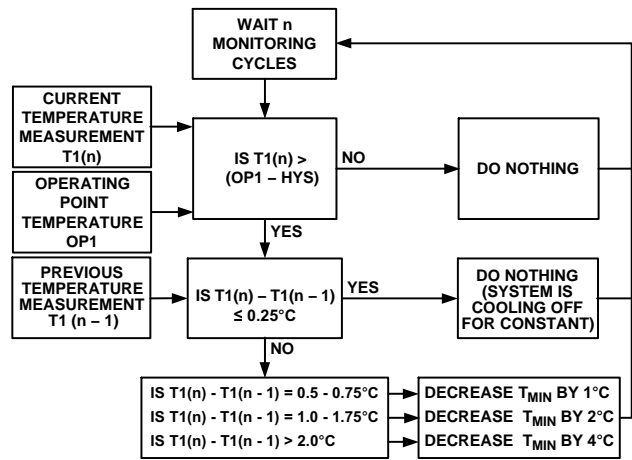 WAIT n
MONITORING
CYCLES
CURRENT
TEMPERATURE
MEASUREMENT
T1(n)
IS T1(n) >
(OP1 – HYS)
NO
DO NOTHING
OPERATING
POINT
TEMPERATURE
OP1
YES
PREVIOUS
TEMPERATURE
MEASUREMENT
T1 (n – 1)
IS T1(n) – T1(n – 1)
≤ 0.25°C
YES
DO NOTHING
(SYSTEM IS
COOLING OFF
FOR CONSTANT)
NO
IS T1(n) - T1(n - 1) = 0.5 - 0.75°C
DECREASE TMIN BY 1°C
IS T1(n) - T1(n - 1) = 1.0 - 1.75°C
DECREASE TMIN BY 2°C
IS T1(n) - T1(n - 1) > 2.0°C
DECREASE TMIN BY 4°C